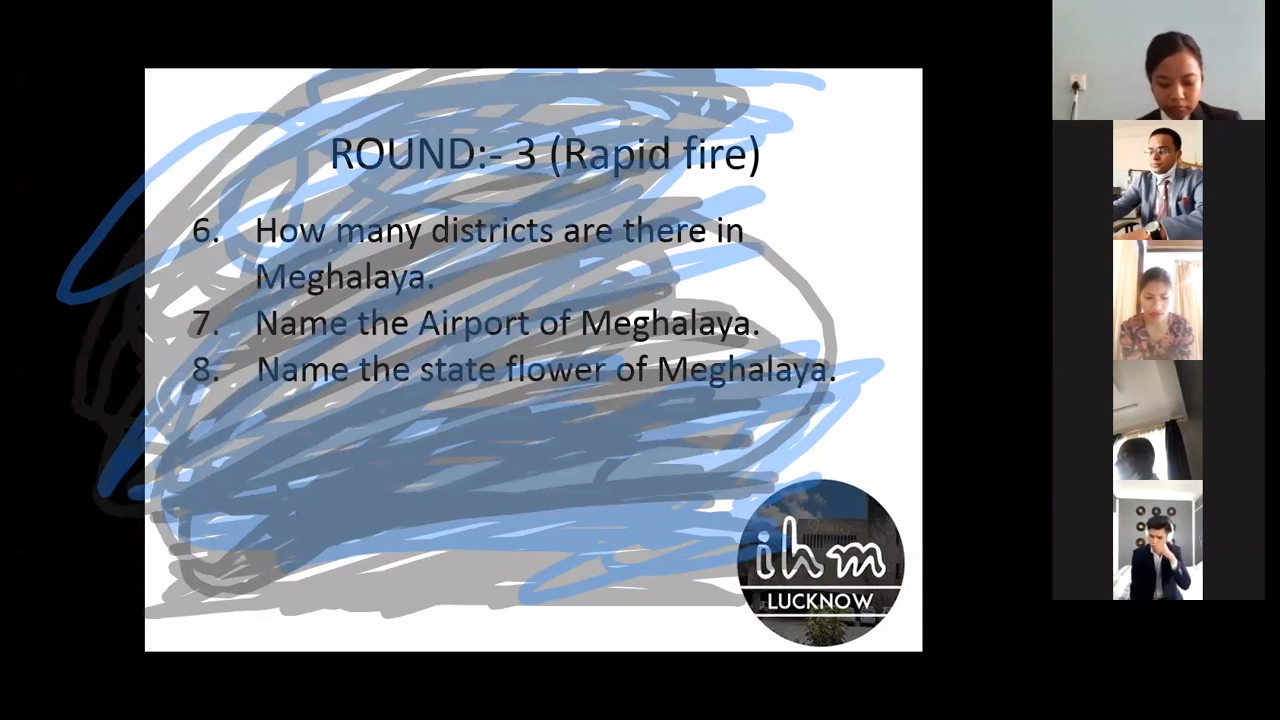 ROUND:- 3 (Rapid fire)
6. How many districts are there in
Meghalaya.
7. Name the Airport of Meghalaya.
8. Name the state flower of Meghalaya.
ihm
LUCKNOW